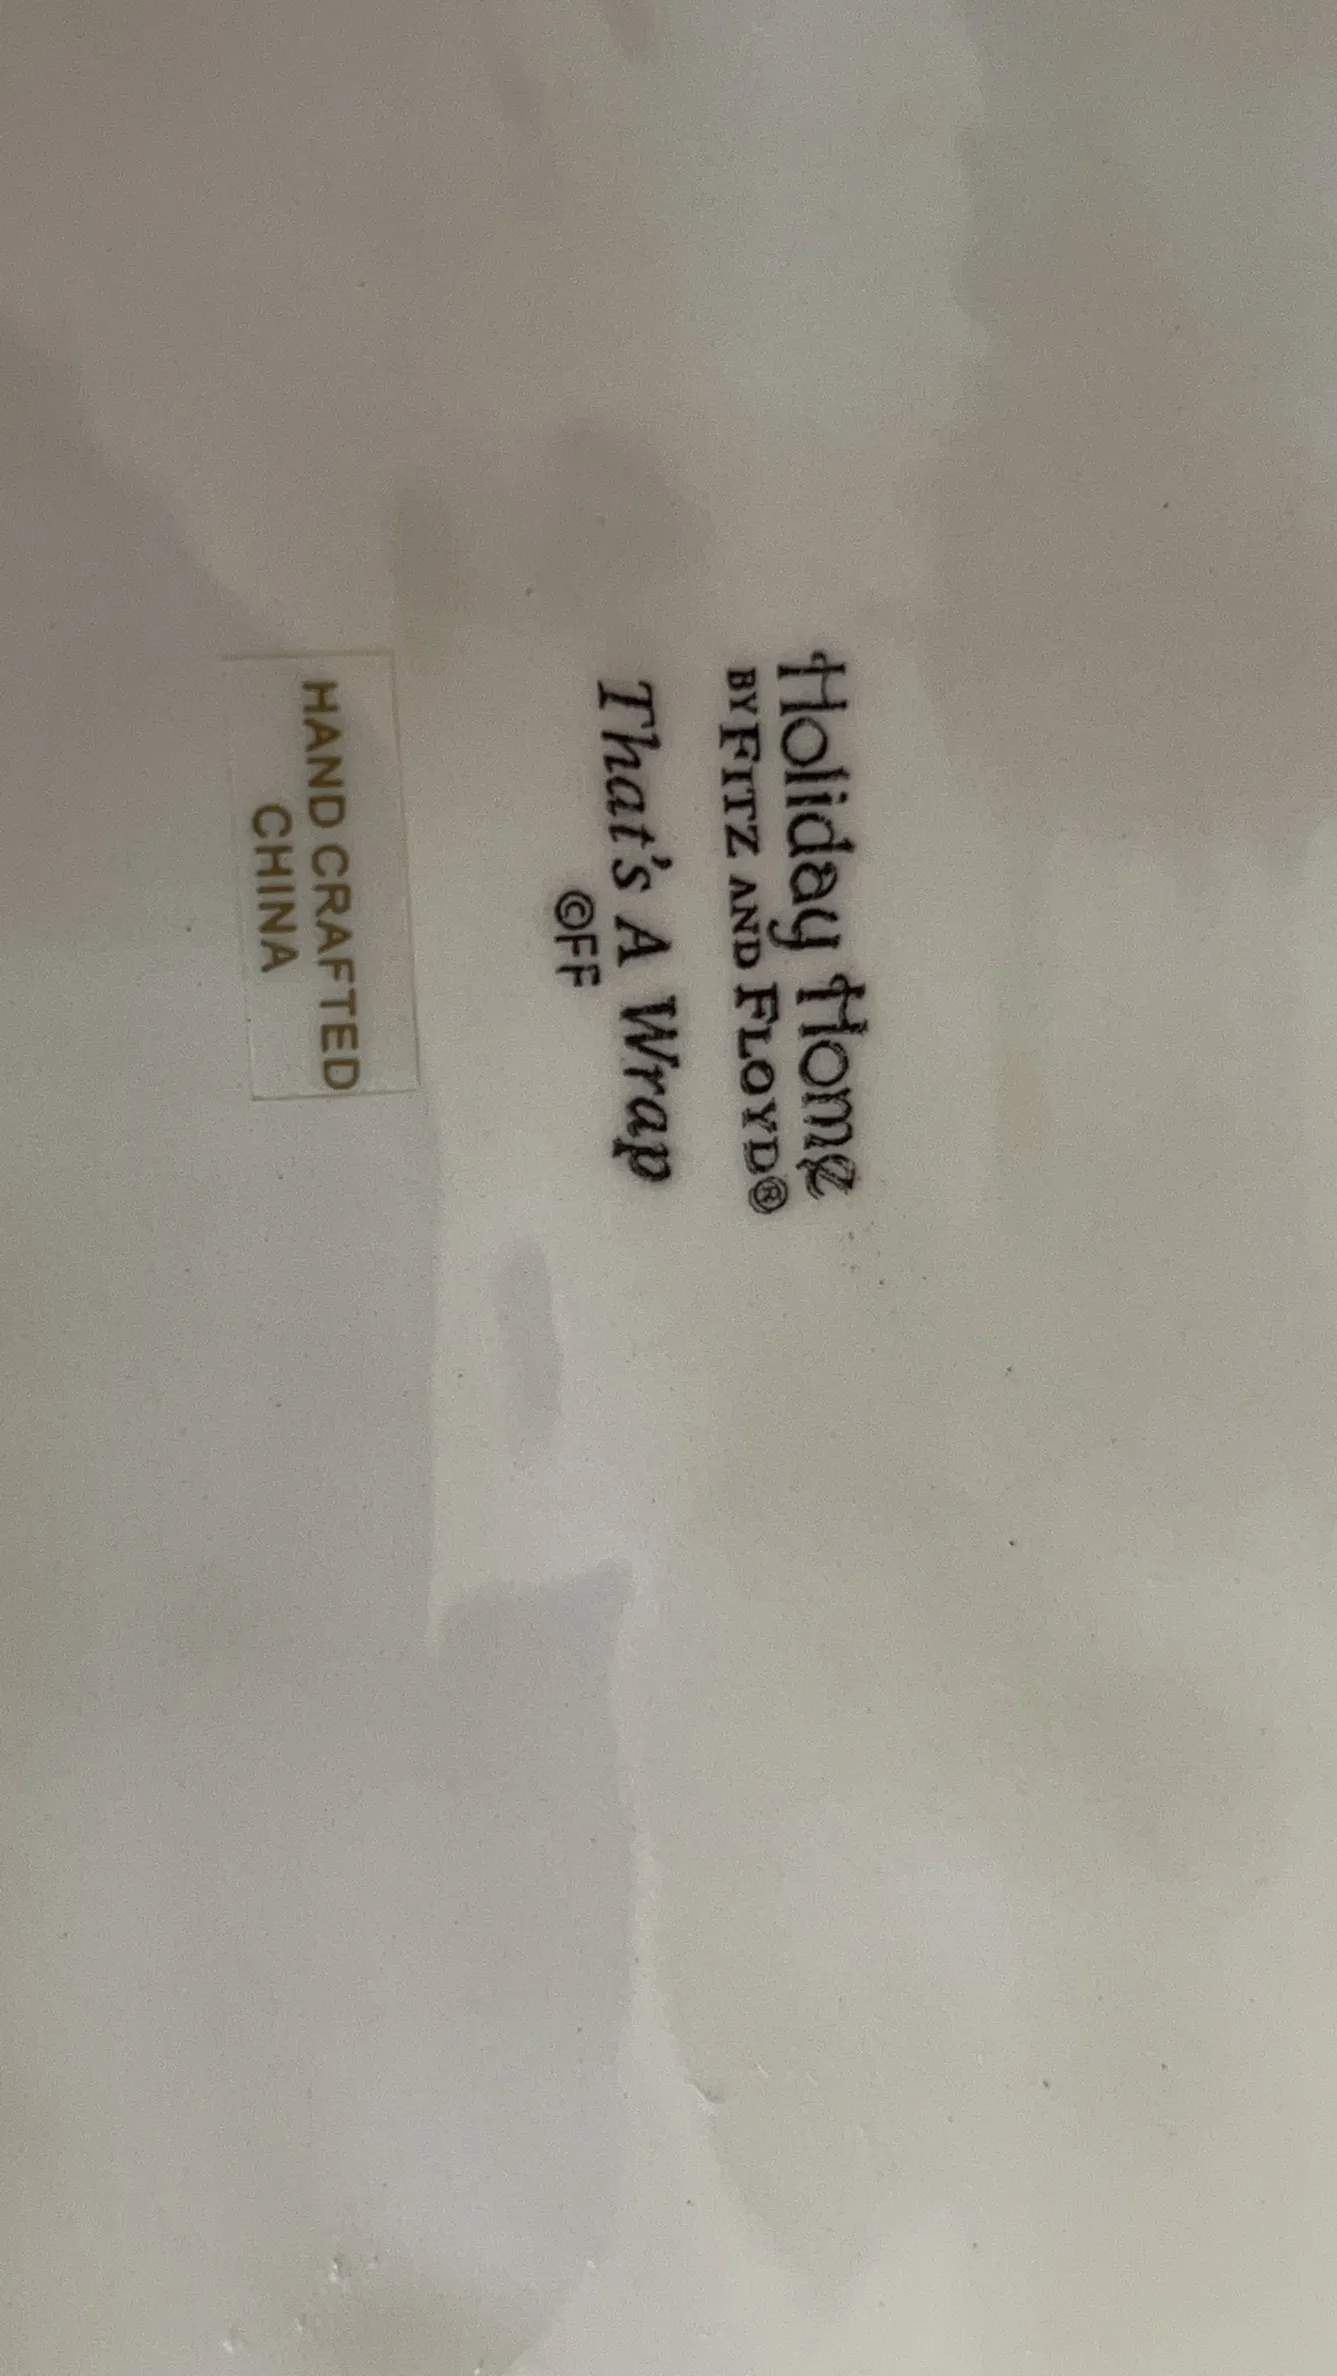 Holiday Home
BY FITZ AND FLOYD®
That's A Wrap
©FF
HAND CRAFTED
CHINA